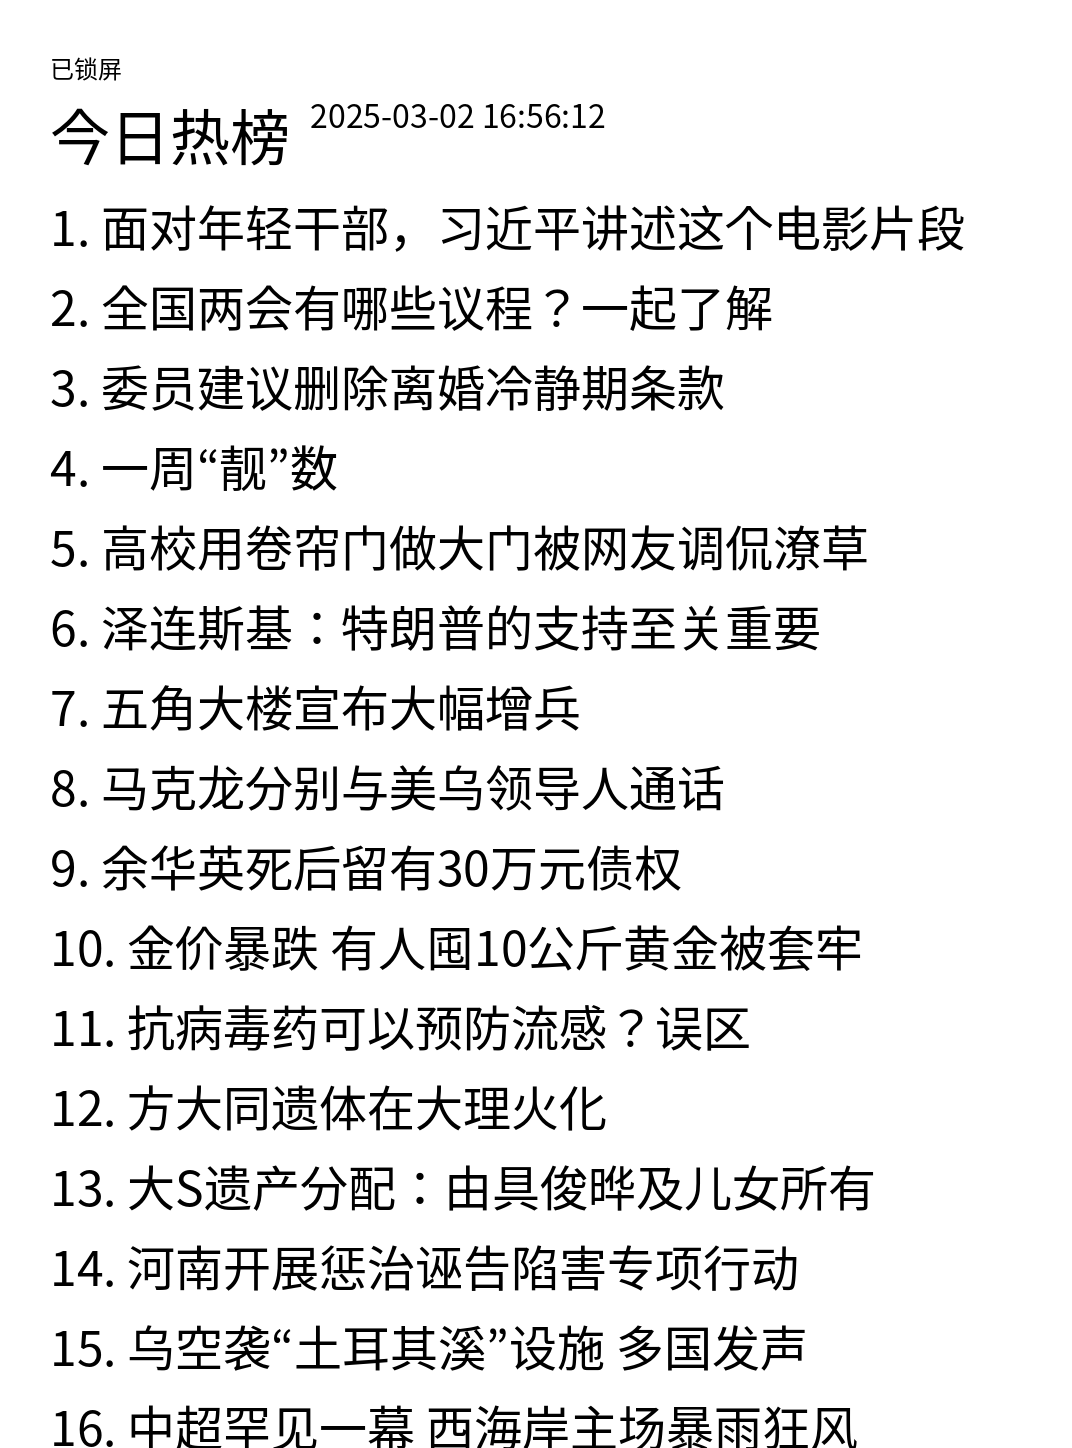 已锁屏
今日热榜 2025-03-02 16:56:12
1. 面对年轻干部，习近平讲述这个电影片段
2. 全国两会有哪些议程？一起了解
3. 委员建议删除离婚冷静期条款
4. 一周“靓”数
5. 高校用卷帘门做大门被网友调侃潦草
6. 泽连斯基：特朗普的支持至关重要
7. 五角大楼宣布大幅增兵
8. 马克龙分别与美乌领导人通话
9. 余华英死后留有30万元债权
10. 金价暴跌 有人囤10公斤黄金被套牢
11. 抗病毒药可以预防流感？误区
12. 方大同遗体在大理火化
13. 大S遗产分配：由具俊晔及儿女所有
14. 河南开展惩治诬告陷害专项行动
15. 乌空袭“土耳其溪”设施 多国发声
16. 中超罕见一幕 西海岸主场暴雨狂风